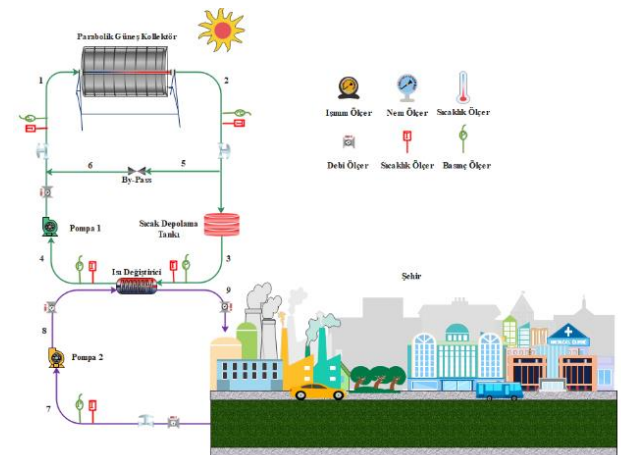 Parabolik Güneş Kollektör
1
2
Işınım Ölçer
Nem Ölçer
Sıcaklık Ölçer
Debi Ölçer
Sıcaklık Ölçer
Basınç Ölçer
6
5
By-Pass
Pompa 1
Sıcak Depolama
Tankı
4
3
Isı Değiştirici
9
Şehir
8
Pompa 2
7